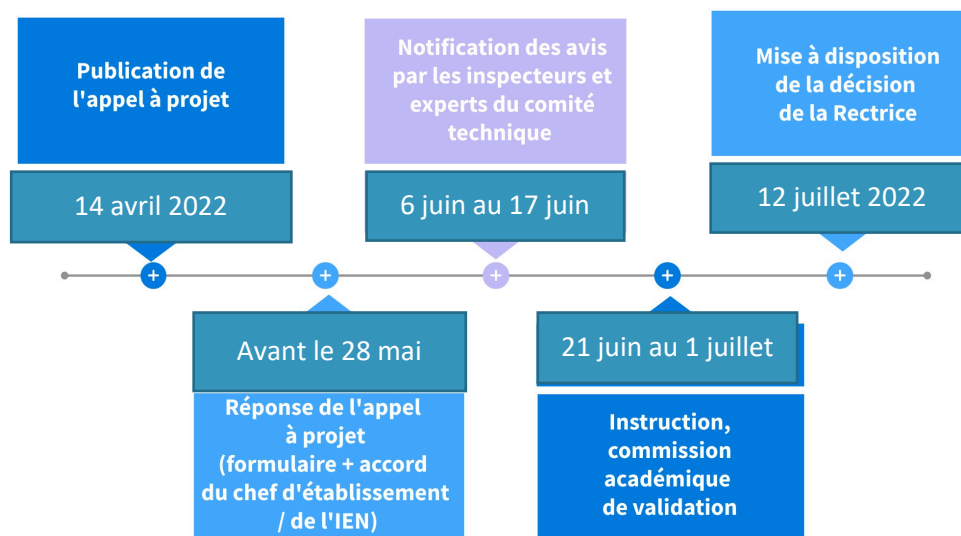 Publication de
l'appel à projet
14 avril 2022
Avant le 28 mai
Réponse de l'appel
à projet
(formulaire + accord
du chef d'établissement
/ de l'IEN)
Notification des avis
par les inspecteurs et
experts du comité
technique
6 juin au 17 juin
21 juin au 1 juillet
Instruction,
commission
académique
de validation
Mise à disposition
de la décision
de la Rectrice
12 juillet 2022